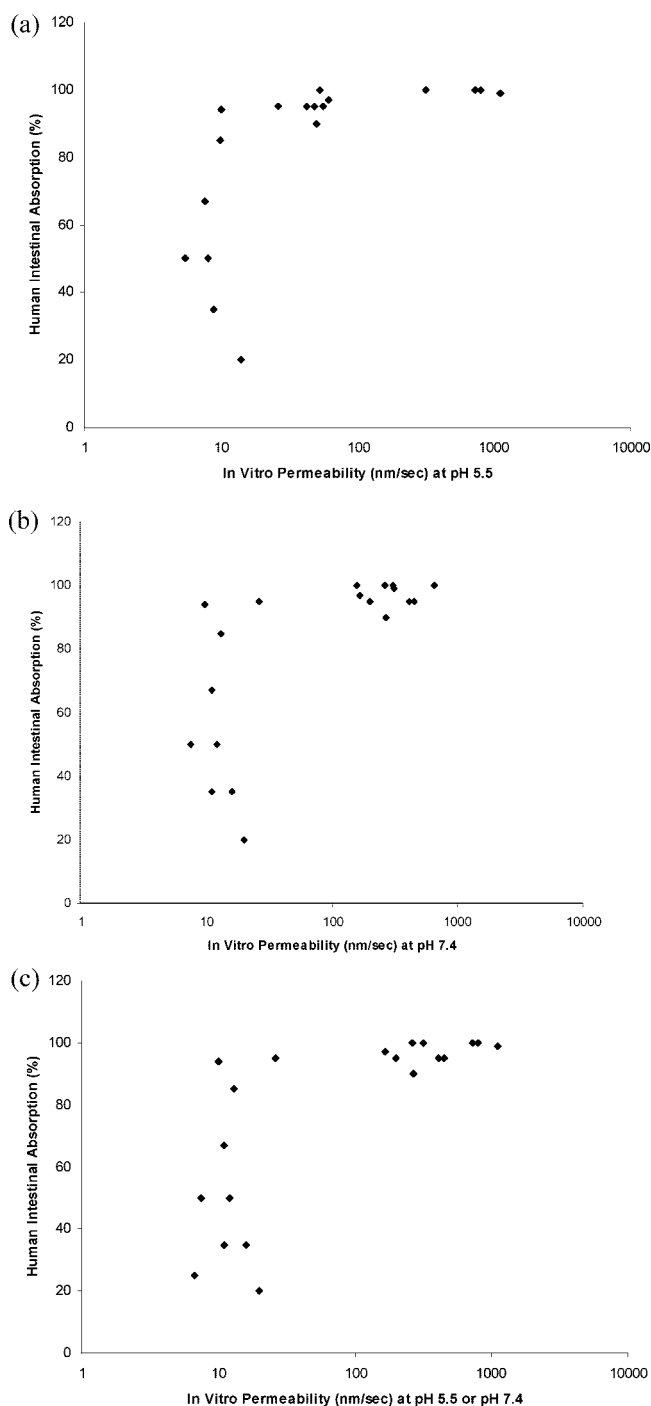 (a)
120
100
80
60
40
20
0
Human Intestinal Absorption (%)
1 10 100 1000 10000
In Vitro Permeability (nm/sec) at pH 5.5
(b)
120
100
80
60
40
20
0
Human Intestinal Absorption (%)
1 10 100 1000 10000
In Vitro Permeability (nm/sec) at pH 7.4
(c)
120
100
80
60
40
20
0
Human Intestinal Absorption (%)
1 10 100 1000 10000
In Vitro Permeability (nm/sec) at pH 5.5 or pH 7.4